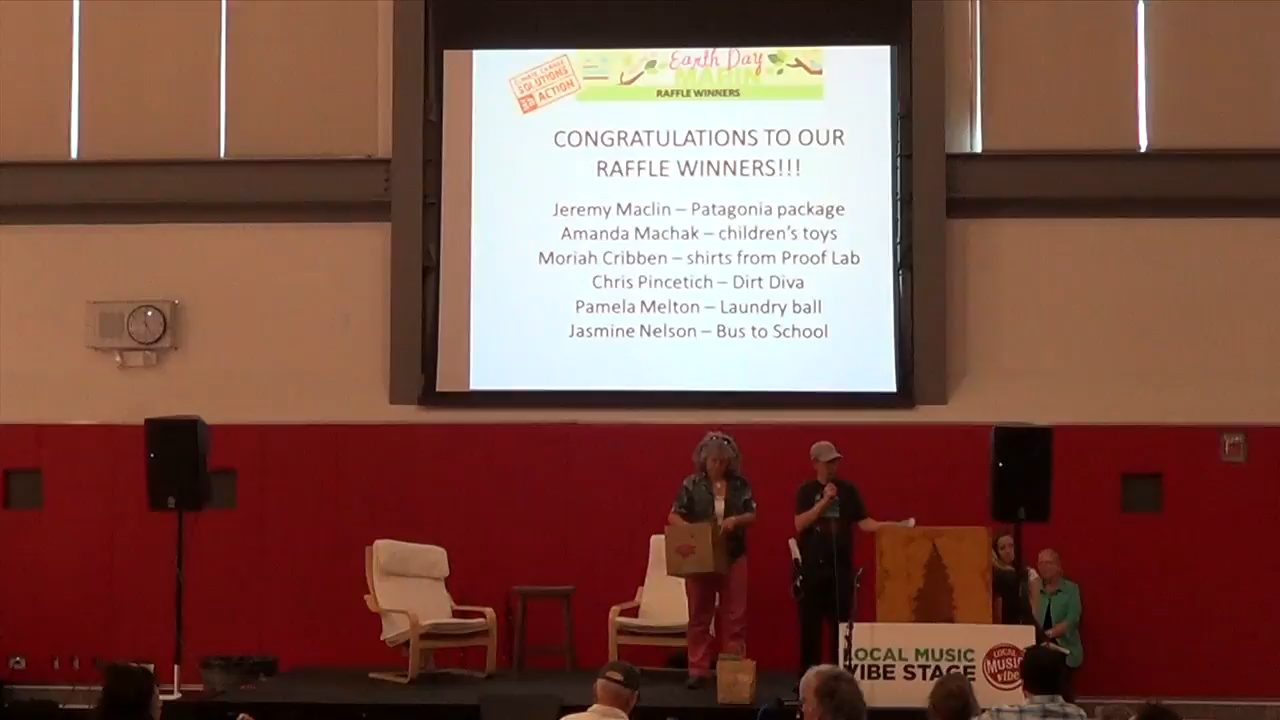 CLIMATE CHANGE
SOLUTIONS
ACTION
Earth Day
MARIN
RAFFLE WINNERS
CONGRATULATIONS TO OUR
RAFFLE WINNERS!!!
Jeremy Maclin – Patagonia package
Amanda Machak – children's toys
Moriah Cribben – shirts from Proof Lab
Chris Pincetich – Dirt Diva
Pamela Melton – Laundry ball
Jasmine Nelson – Bus to School
LOCAL MUSIC
VIBE STAGE
LOCAL
MUSIC
vibe